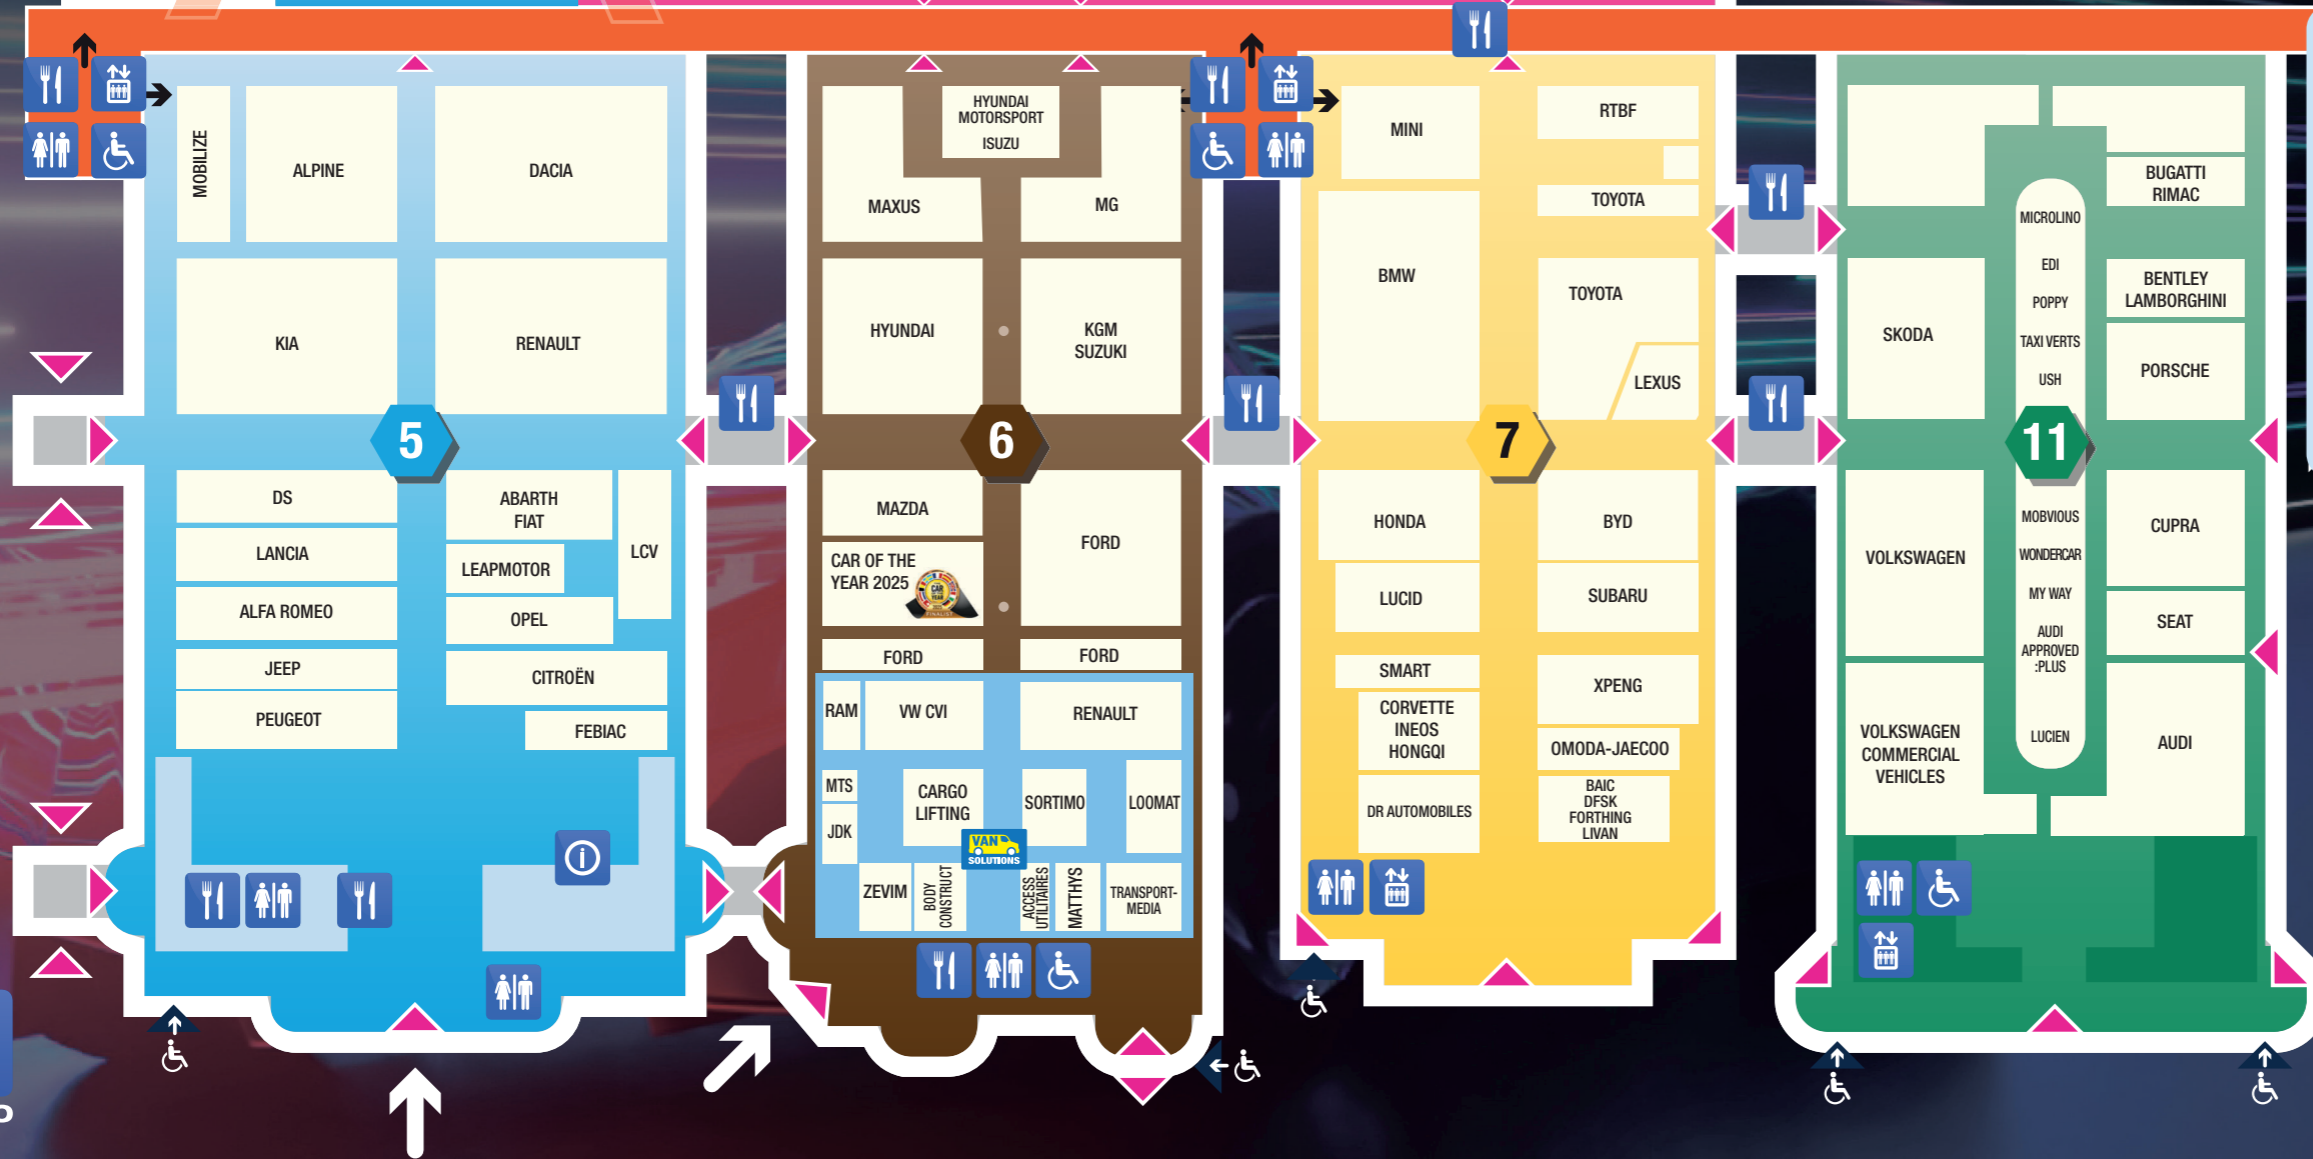 MOBILIZE
ALPINE
DACIA
KIA
RENAULT
5
DS
LANCIA
ALFA ROMEO
JEEP
PEUGEOT
ABARTH
FIAT
LEAPMOTOR
OPEL
LCV
CITROËN
FEBIAC
i
HYUNDAI
MOTORSPORT
ISUZU
MAXUS
MG
HYUNDAI
KGM
SUZUKI
6
MAZDA
CAR OF THE
YEAR 2025
FORD
FORD
FORD
RAM
VW CVI
RENAULT
MTS
JDK
CARGO
LIFTING
SORTIMO
LOOMAT
VAN
SOLUTIONS
ZEVIM
BODY
CONSTRUCT
ACCESS
UTILITAIRES
MATTHYS
TRANSPORT-
MEDIA
MINI
RTBF
TOYOTA
BMW
TOYOTA
LEXUS
7
HONDA
BYD
LUCID
SUBARU
SMART
XPENG
CORVETTE
INEOS
HONGQI
OMODA-JAECOO
DR AUTOMOBILES
BAIC
DFSK
FORTHING
LIVAN
BUGATTI
RIMAC
MICROLINO
EDI
POPPY
TAXI VERTS
USH
SKODA
BENTLEY
LAMBORGHINI
PORSCHE
11
VOLKSWAGEN
MOBVIOUS
WONDERCAR
MY WAY
AUDI
APPROVED
:PLUS
LUCIEN
CUPRA
SEAT
VOLKSWAGEN
COMMERCIAL
VEHICLES
AUDI